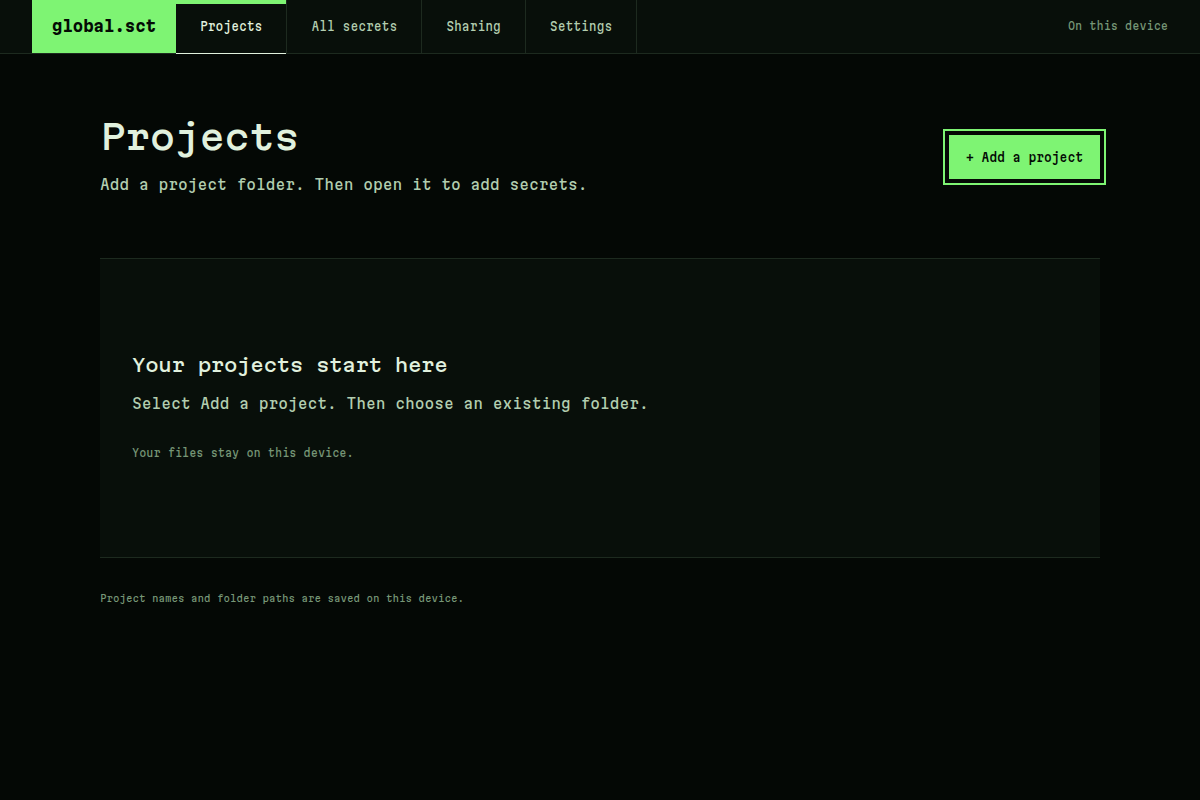 global.sct
Projects
All secrets
Sharing
Settings
On this device
Projects
Add a project folder. Then open it to add secrets.
+ Add a project
Your projects start here
Select Add a project. Then choose an existing folder.
Your files stay on this device.
Project names and folder paths are saved on this device.